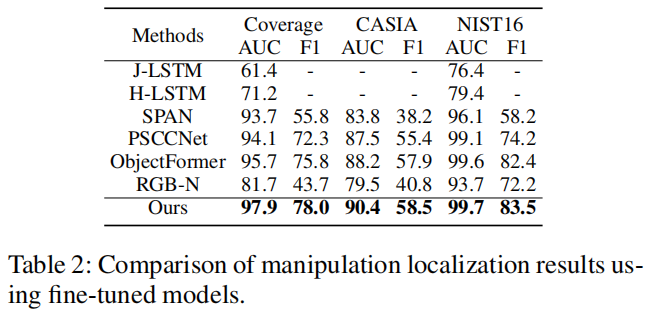 Methods Coverage CASIA NIST16
AUC F1 AUC F1 AUC F1
J-LSTM 61.4 - - - 76.4 -
H-LSTM 71.2 - - - 79.4 -
SPAN 93.7 55.8 83.8 38.2 96.1 58.2
PSCCNet 94.1 72.3 87.5 55.4 99.1 74.2
ObjectFormer 95.7 75.8 88.2 57.9 99.6 82.4
RGB-N 81.7 43.7 79.5 40.8 93.7 72.2
Ours 97.9 78.0 90.4 58.5 99.7 83.5
Table 2: Comparison of manipulation localization results us-
ing fine-tuned models.